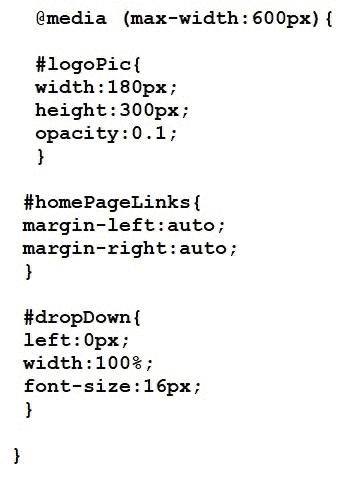 @media (max-width:600px){
#logoPic{
width:180px;
height:300px;
opacity:0.1;
}
#homePageLinks{
margin-left:auto;
margin-right:auto;
}
#dropDown{
left:0px;
width:100%;
font-size:16px;
}
}